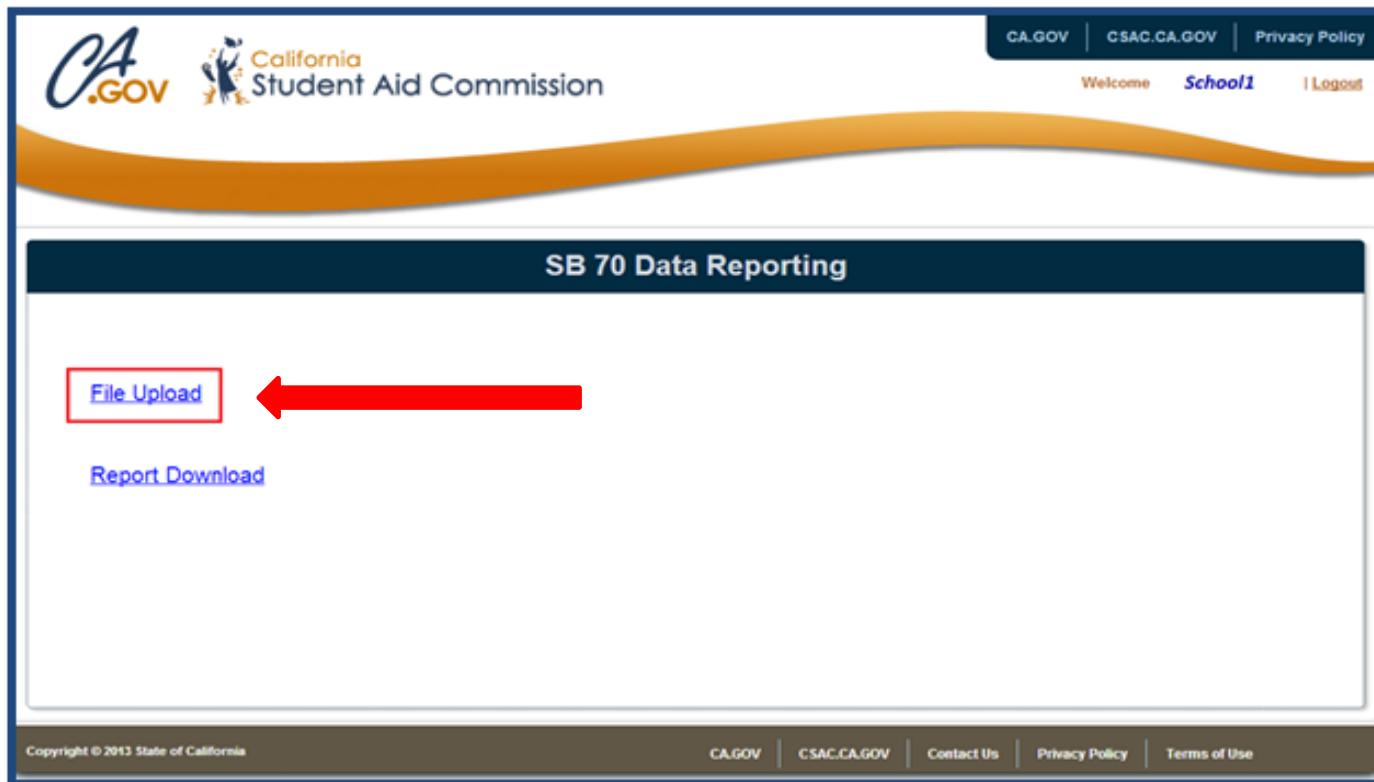 CA.GOV
California
Student Aid Commission
CA.GOV CSAC.CA.GOV Privacy Policy
Welcome School1 | Logout
SB 70 Data Reporting
File Upload
Report Download
Copyright © 2013 State of California
CA.GOV CSAC.CA.GOV Contact Us Privacy Policy Terms of Use